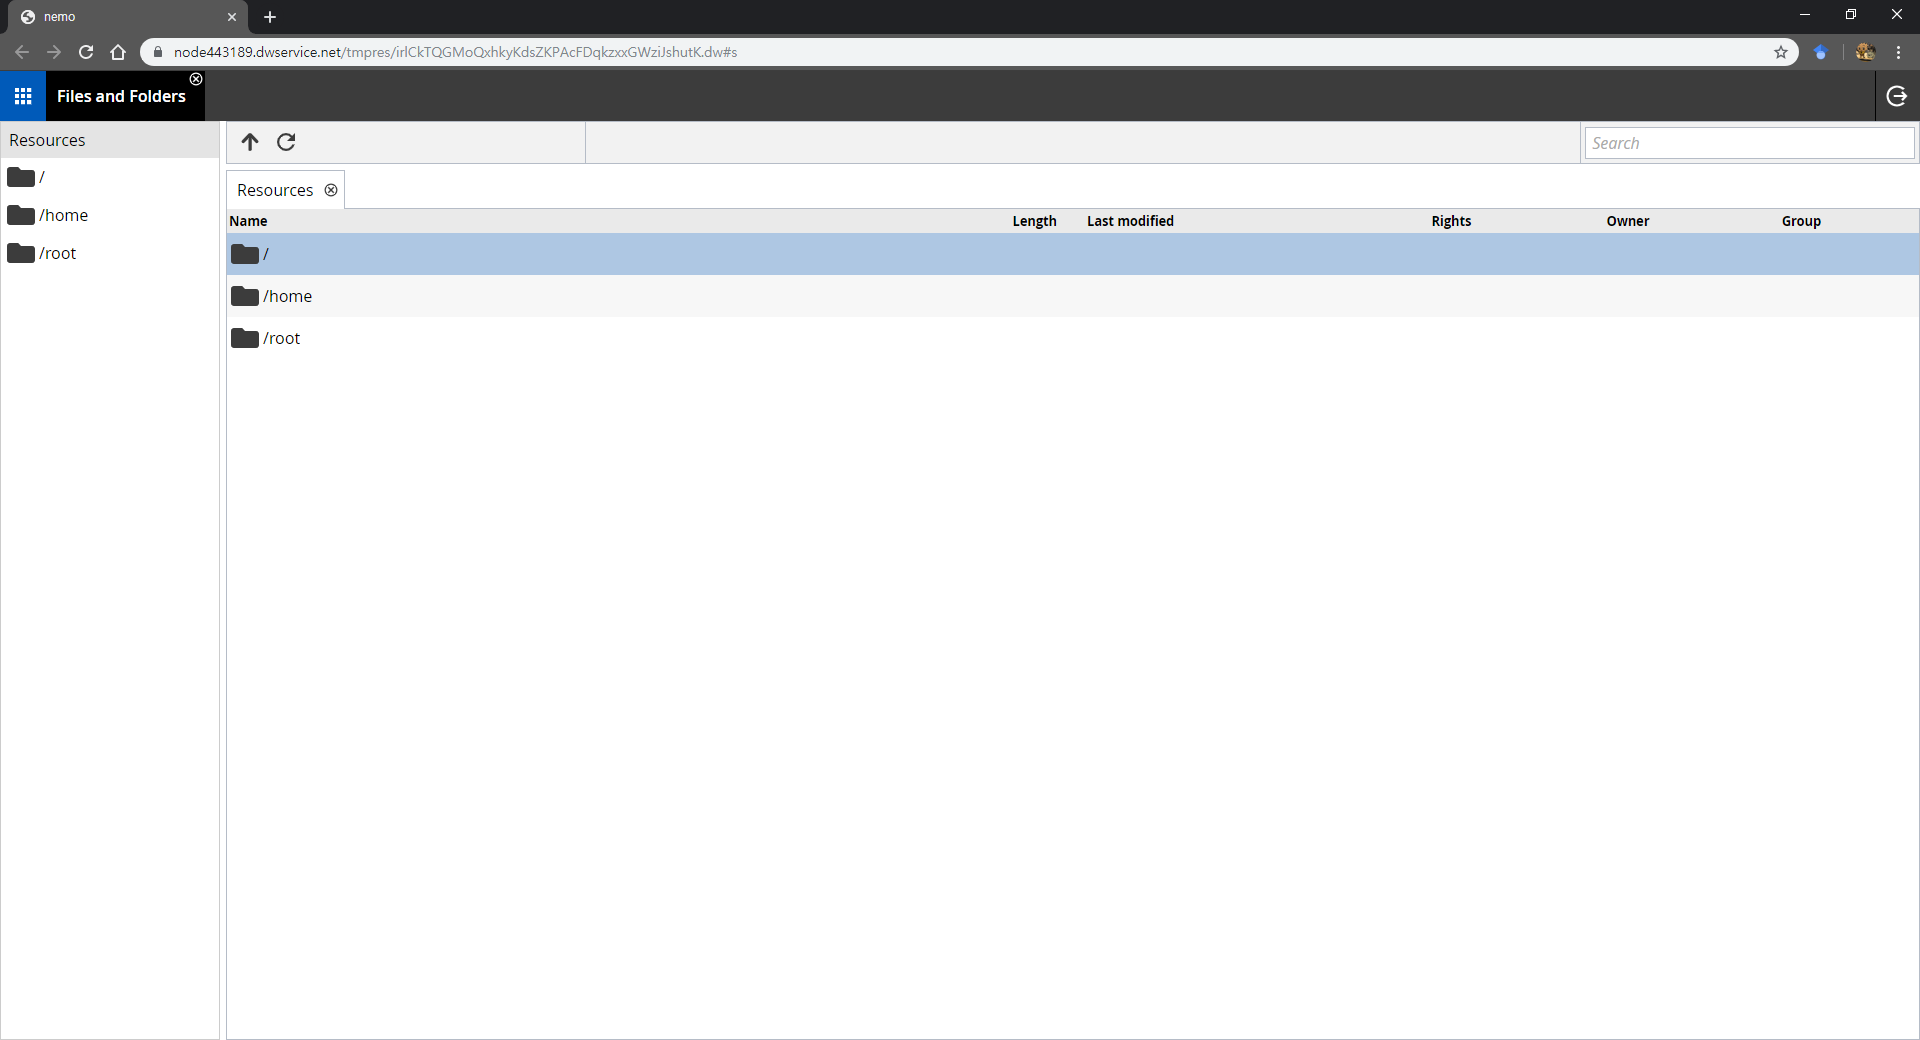 nemo
node443189.dwservice.net/tmpres/irlCkTQGMoQxhkyKdsZKPAcFDqkzxxGWziJshutK.dw#s
Files and Folders
Resources
/
/home
/root
Search
Resources
Name Length Last modified Rights Owner Group
/
/home
/root